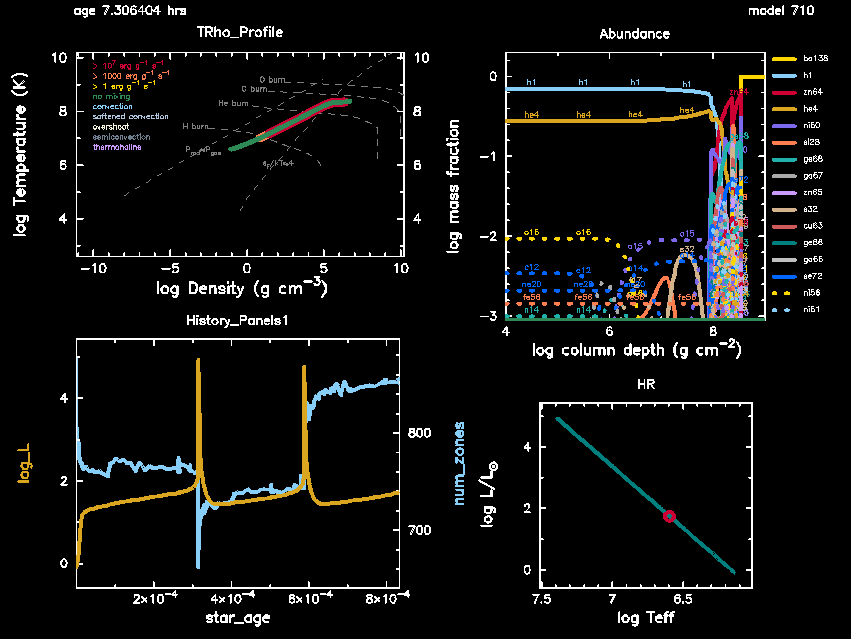 age 7.306404 hrs
model 710
TRho_Profile
> 10⁷ erg g⁻¹ s⁻¹
> 1000 erg g⁻¹ s⁻¹
> 1 erg g⁻¹ s⁻¹
no mixing
convection
softened convection
overshoot
semiconvection
thermohaline
O burn
C burn
He burn
H burn
10
8
6
4
10
8
6
4
−10
−5
0
5
10
log Temperature (K)
log Density (g cm⁻³)
Abundance
0
−1
−2
−3
4
6
8
log mass fraction
log column depth (g cm⁻²)
h1 h1 h1 h1
he4 he4 he4 he4
o16 o16 o15 o15
c12 c12 o14
ne20 ne20
fe56 fe56 fe56 fe56
n14 n14
s32
ba138
h1
zn64
he4
ni60
si28
ge68
ga67
zn65
s32
cu63
ge66
ga66
se72
ni56
ni61
History_Panels1
4
2
0
800
700
2×10⁻⁴
4×10⁻⁴
6×10⁻⁴
8×10⁻⁴
log_L
num_zones
star_age
HR
4
2
0
7.5
7
6.5
log L/L☉
log Teff